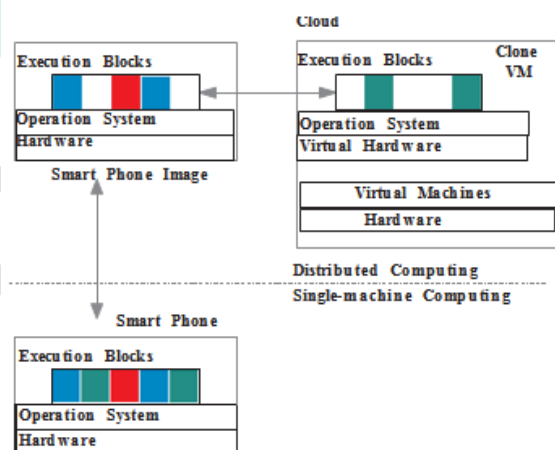 Cloud
Execution Blocks
Operation System
Hardware
Smart Phone Image
Clone
VM
Execution Blocks
Operation System
Virtual Hardware
Virtual Machines
Hardware
Distributed Computing
Single-machine Computing
Smart Phone
Execution Blocks
Operation System
Hardware